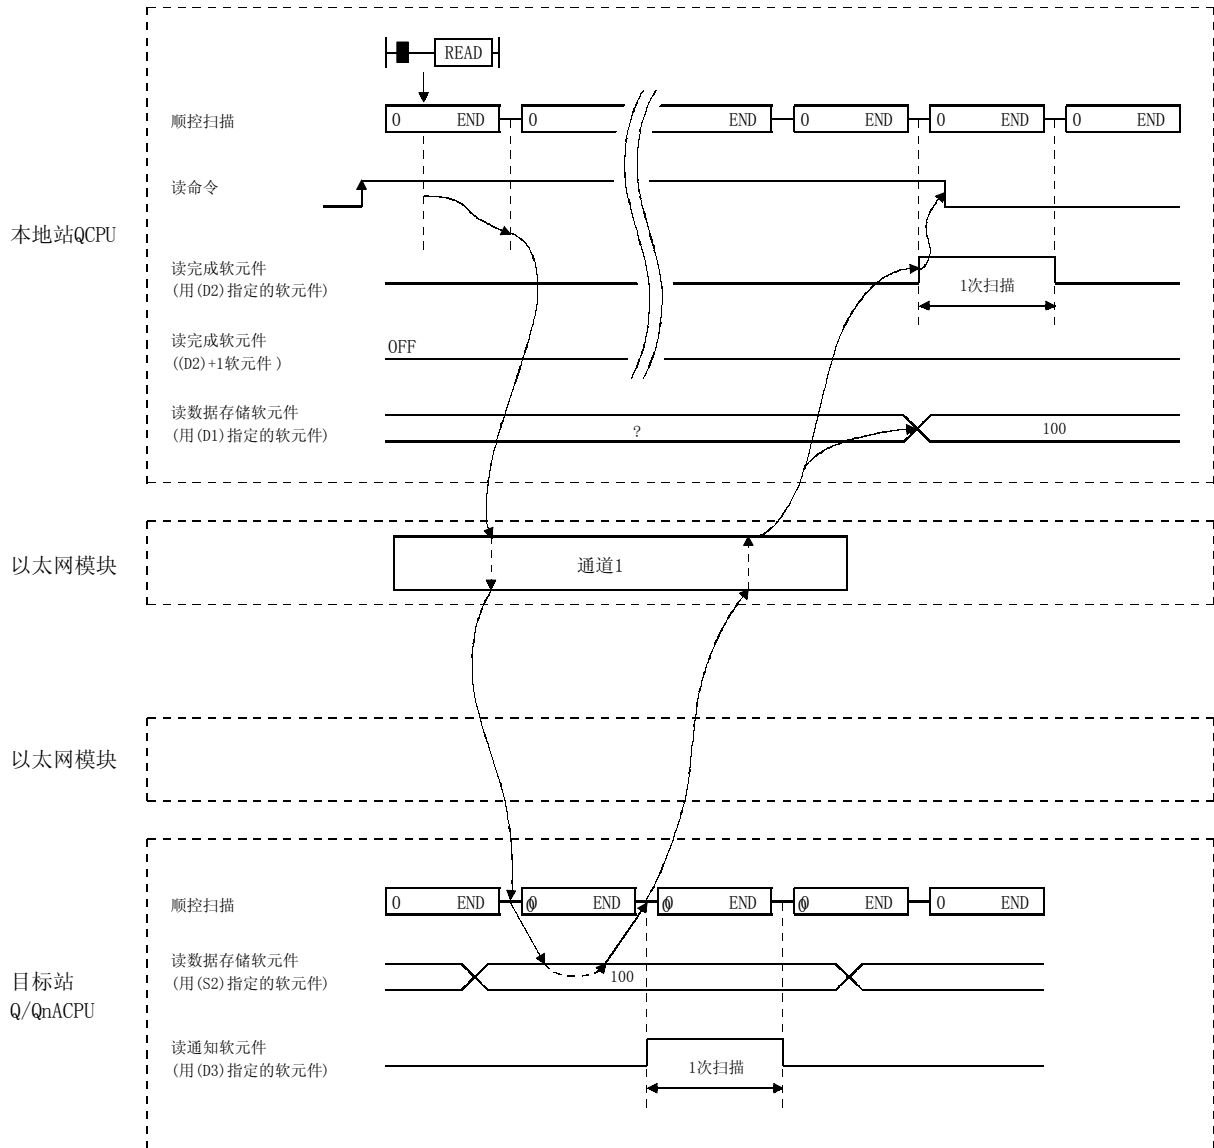 READ
顺控扫描
0 END 0 END 0 END 0 END 0 END
读命令
本地站QCPU
读完成软元件
(用(D2)指定的软元件)
1次扫描
读完成软元件
((D2)+1软元件 )
OFF
读数据存储软元件
(用(D1)指定的软元件)
?
100
以太网模块
通道1
以太网模块
顺控扫描
0 END 0 END 0 END 0 END 0 END
目标站
Q/QnACPU
读数据存储软元件
(用(S2)指定的软元件)
100
读通知软元件
(用(D3)指定的软元件)
1次扫描